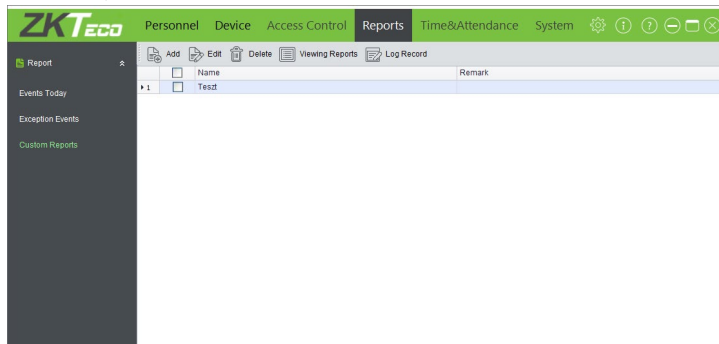 ZKTECO Personnel Device Access Control Reports Time&Attendance System
Report
Add Edit Delete Viewing Reports Log Record
Name Remark
1 Teszt
Events Today
Exception Events
Custom Reports